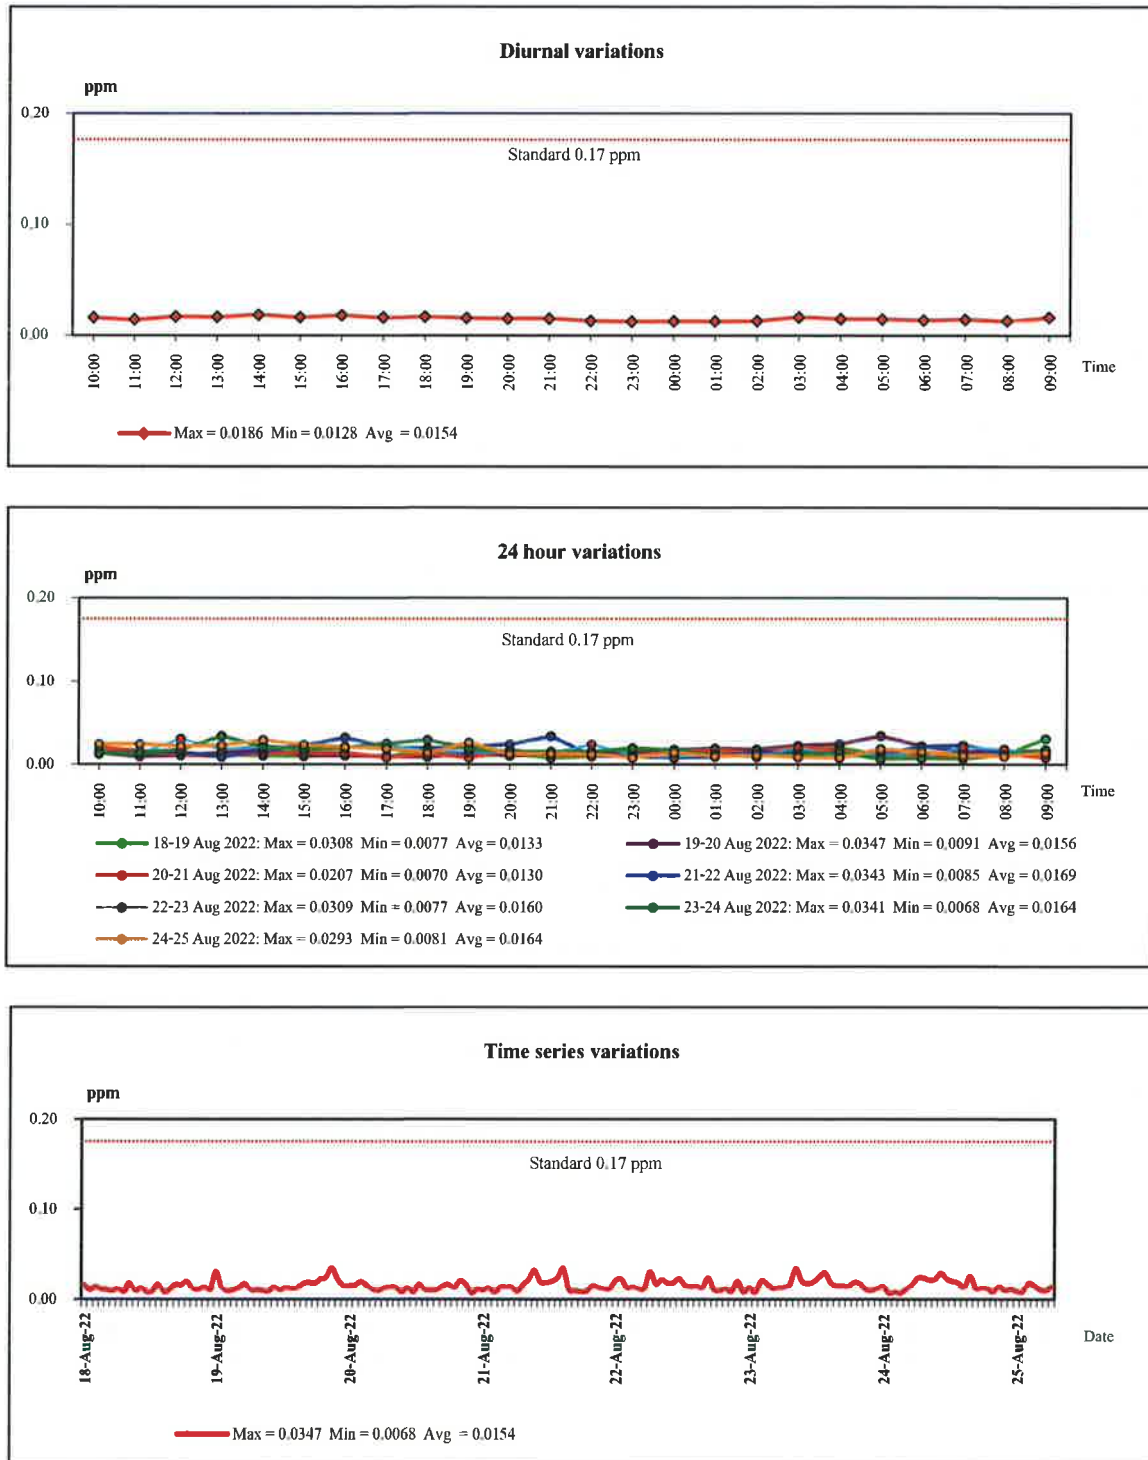 Diurnal variations
ppm
0.20
Standard 0.17 ppm
0.10
0.00
10:00 11:00 12:00 13:00 14:00 15:00 16:00 17:00 18:00 19:00 20:00 21:00 22:00 23:00 00:00 01:00 02:00 03:00 04:00 05:00 06:00 07:00 08:00 09:00
Time
Max = 0.0186 Min = 0.0128 Avg = 0.0154
24 hour variations
ppm
0.20
Standard 0.17 ppm
0.10
0.00
10:00 11:00 12:00 13:00 14:00 15:00 16:00 17:00 18:00 19:00 20:00 21:00 22:00 23:00 00:00 01:00 02:00 03:00 04:00 05:00 06:00 07:00 08:00 09:00
Time
18-19 Aug 2022: Max = 0.0308 Min = 0.0077 Avg = 0.0133
19-20 Aug 2022: Max = 0.0347 Min = 0.0091 Avg = 0.0156
20-21 Aug 2022: Max = 0.0207 Min = 0.0070 Avg = 0.0130
21-22 Aug 2022: Max = 0.0343 Min = 0.0085 Avg = 0.0169
22-23 Aug 2022: Max = 0.0309 Min = 0.0077 Avg = 0.0160
23-24 Aug 2022: Max = 0.0341 Min = 0.0068 Avg = 0.0164
24-25 Aug 2022: Max = 0.0293 Min = 0.0081 Avg = 0.0164
Time series variations
ppm
0.20
Standard 0.17 ppm
0.10
0.00
18-Aug-22 19-Aug-22 20-Aug-22 21-Aug-22 22-Aug-22 23-Aug-22 24-Aug-22 25-Aug-22
Date
Max = 0.0347 Min = 0.0068 Avg = 0.0154